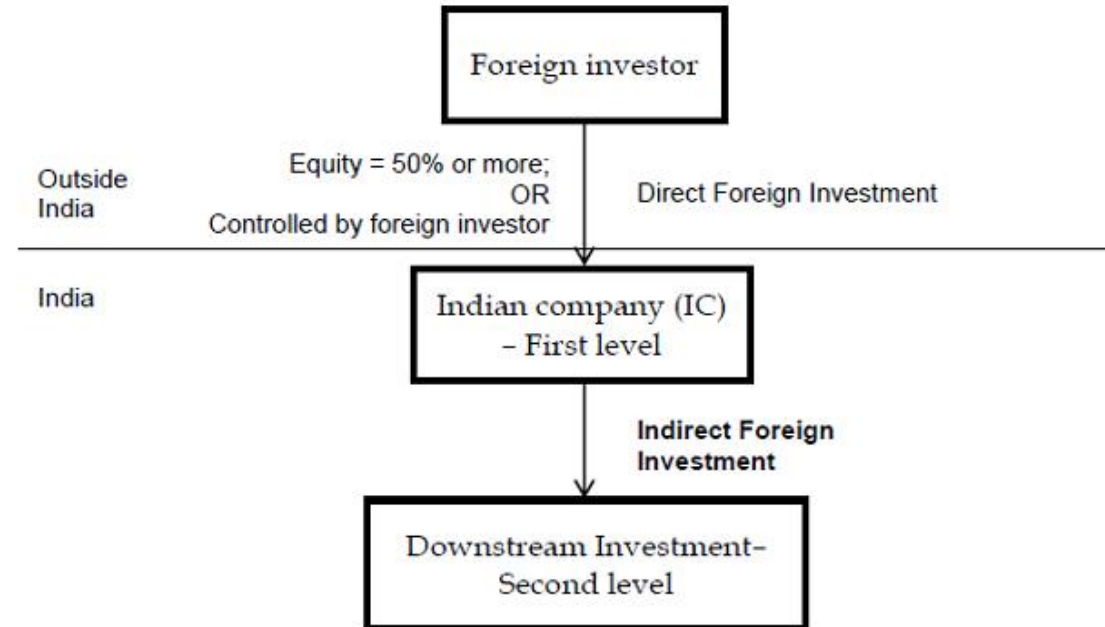 Foreign investor
Equity = 50% or more;
OR
Controlled by foreign investor
Direct Foreign Investment
Outside
India
India
Indian company (IC)
– First level
Indirect Foreign
Investment
Downstream Investment–
Second level